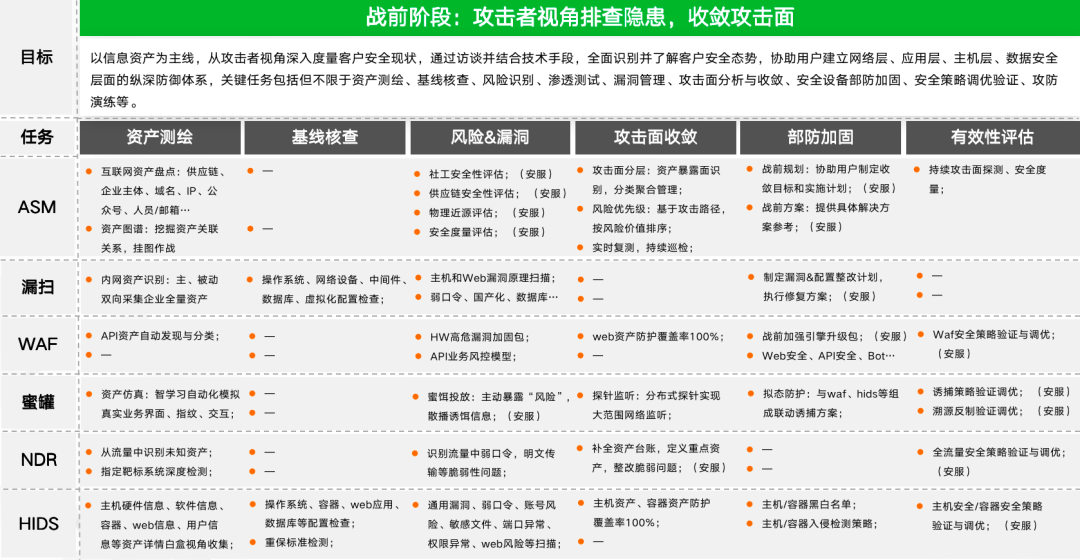 战前阶段：攻击者视角排查隐患，收敛攻击面
目标
以信息资产为主线，从攻击者视角深入度量客户安全现状，通过访谈并结合技术手段，全面识别并了解客户安全态势，协助用户建立网络层、应用层、主机层、数据安全
层面的纵深防御体系，关键任务包括但不限于资产测绘、基线核查、风险识别、渗透测试、漏洞管理、攻击面分析与收敛、安全设备部防加固、安全策略调优验证、攻防
演练等。
任务
资产测绘
基线核查
风险&漏洞
攻击面收敛
部防加固
有效性评估
ASM
互联网资产盘点：供应链、
企业主体、域名、IP、公
众号、人员/邮箱…
资产图谱：挖掘资产关联
关系，挂图作战
—
—
社工安全性评估；（安服）
供应链安全性评估；（安服）
物理近源评估；（安服）
安全度量评估；（安服）
攻击面分层：资产暴露面识
别，分类聚合管理；
风险优先级：基于攻击路径，
按风险价值排序；
实时复测，持续巡检；
战前规划：协助用户制定收
敛目标和实施计划；（安服）
战前方案：提供具体解决方
案参考；（安服）
持续攻击面探测、安全度
量；
漏扫
内网资产识别：主、被动
双向采集企业全量资产
操作系统、网络设备、中间件、
数据库、虚拟化配置检查；
主机和Web漏洞原理扫描；
弱口令、国产化、数据库…
—
—
制定漏洞&配置整改计划，
执行修复方案；（安服）
—
—
WAF
API资产自动发现与分类；
—
—
—
HW高危漏洞加固包；
API业务风控模型；
web资产防护覆盖率100%；
—
战前加强引擎升级包；（安服）
Web安全、API安全、Bot…
Waf安全策略验证与调优；
（安服）
蜜罐
资产仿真：智学习自动化模拟
真实业务界面、指纹、交互；
—
—
蜜饵投放：主动暴露“风险”，
散播诱饵信息；（安服）
探针监听：分布式探针实现
大范围网络监听；
拟态防护：与waf、hids等组
成联动诱捕方案；
诱捕策略验证调优；（安服）
溯源反制验证调优；（安服）
NDR
从流量中识别未知资产；
指定靶标系统深度检测；
—
—
识别流量中弱口令，明文传
输等脆弱性问题；
补全资产台账，定义重点资
产，整改脆弱问题；（安服）
—
—
全流量安全策略验证与调优；
（安服）
HIDS
主机硬件信息、软件信息、
容器、web信息、用户信
息等资产详情白盒视角收集；
操作系统、容器、web应用、
数据库等配置检查；
重保标准检测；
通用漏洞、弱口令、账号风
险、敏感文件、端口异常、
权限异常、web风险等扫描；
主机资产、容器资产防护
覆盖率100%；
—
主机/容器黑白名单；
主机/容器入侵检测策略；
主机安全/容器安全策略
验证与调优；（安服）